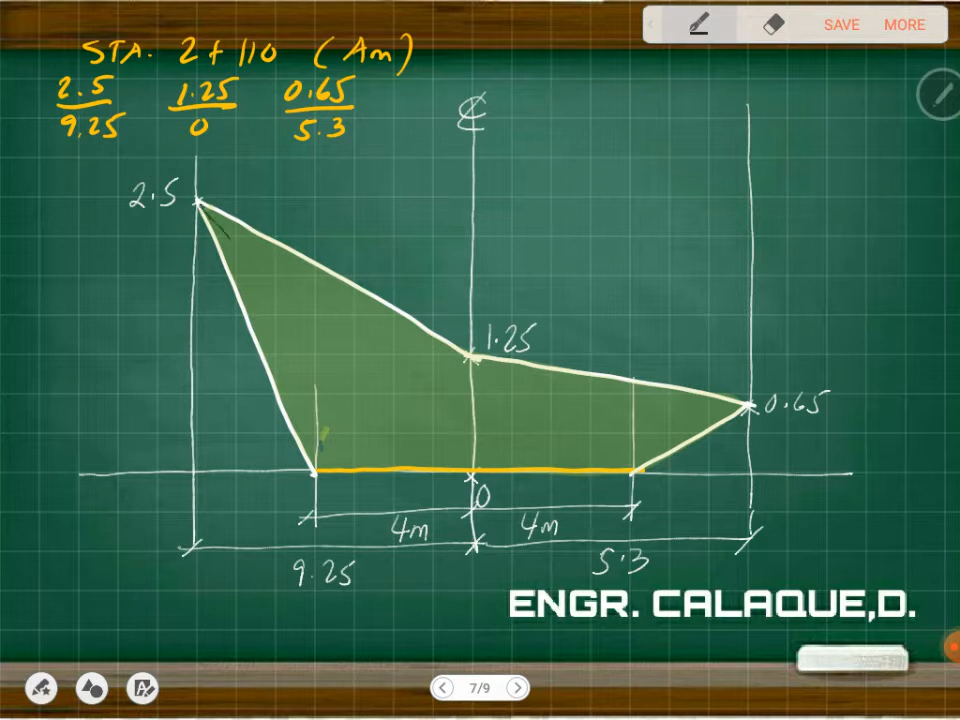 SAVE MORE
STA. 2+110 (Am)
2.5 1.25 0.65
9.25 0 5.3
℄
2.5
1.25
0.65
0
4m 4m
9.25 5.3
ENGR. CALAQUE,D.
7/9